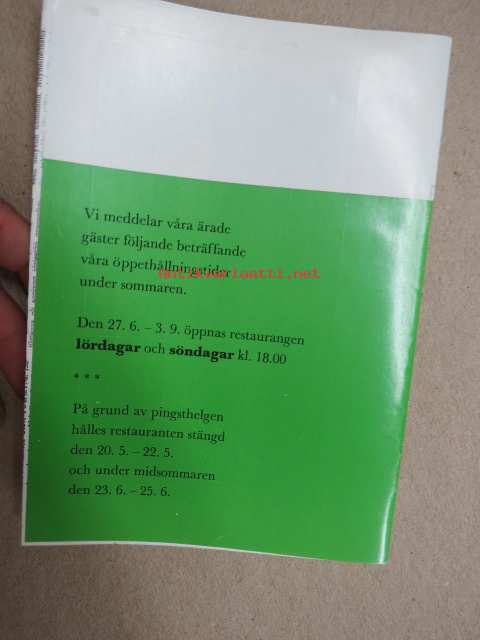 Vi meddelar våra ärade
gäster följande beträffande
våra öppethållningstider
antikvariantti.net
under sommaren.
Den 27. 6. – 3. 9. öppnas restaurangen
lördagar och söndagar kl. 18.00
* * *
På grund av pingsthelgen
hålles restauranten stängd
den 20. 5. – 22. 5.
och under midsommaren
den 23. 6. – 25. 6.